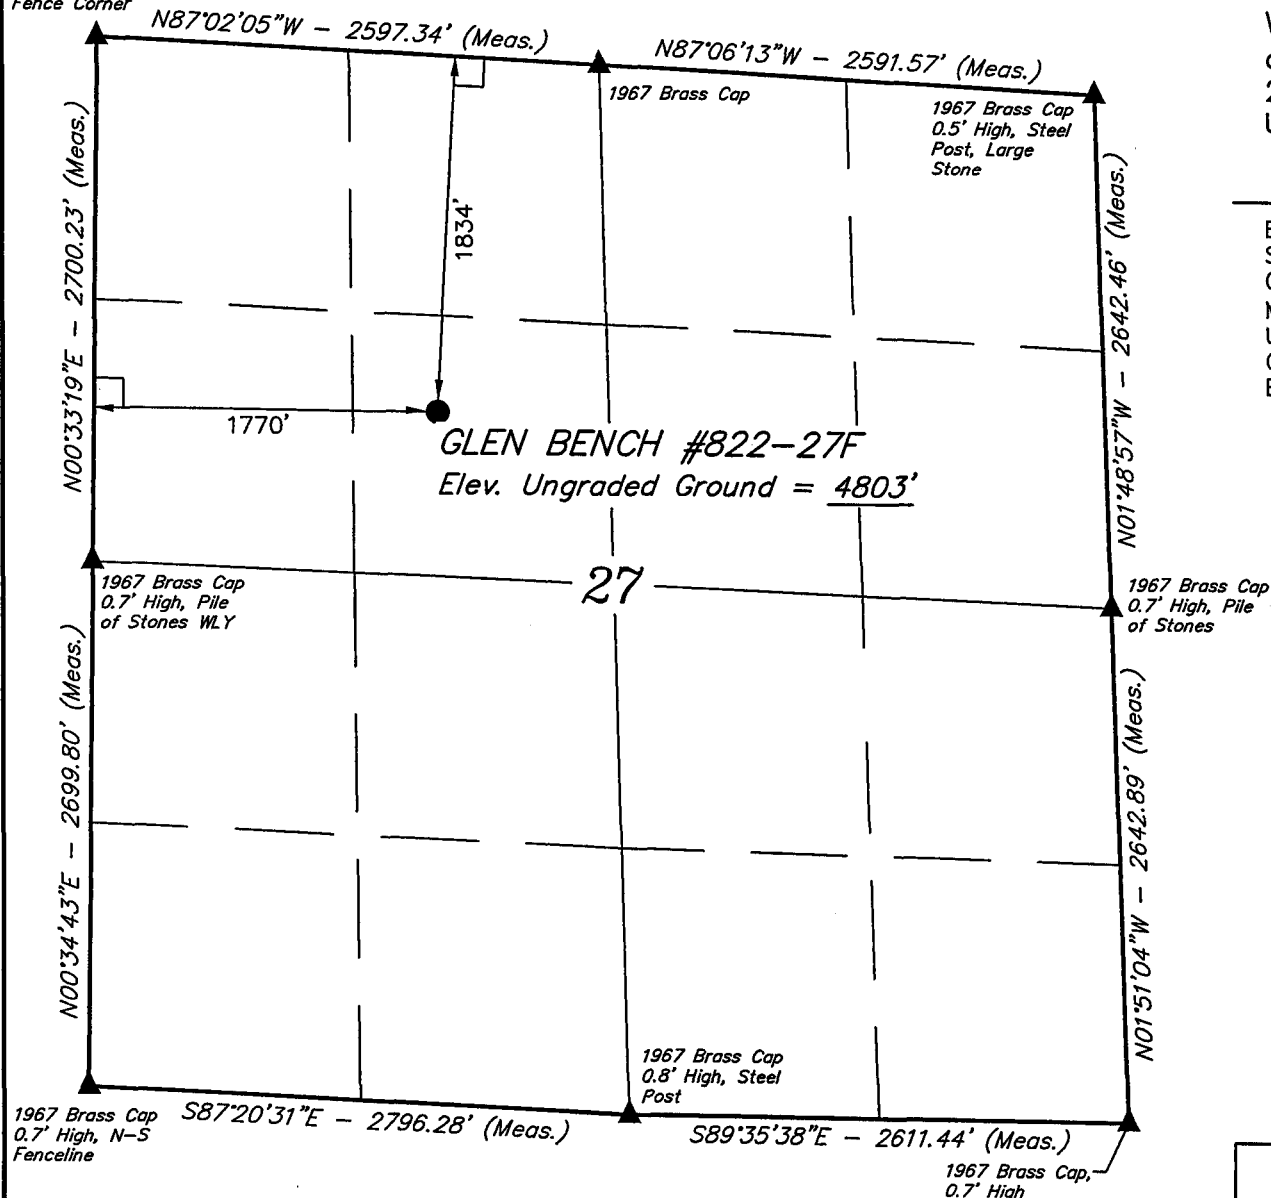 Fence Corner
N87°02'05"W - 2597.34' (Meas.)
N87°06'13"W - 2591.57' (Meas.)
1967 Brass Cap
1967 Brass Cap
0.5' High, Steel
Post, Large
Stone
N00°33'19"E - 2700.23' (Meas.)
1834'
N01°48'57"W - 2642.46' (Meas.)
1770'
GLEN BENCH #822-27F
Elev. Ungraded Ground = 4803'
27
1967 Brass Cap
0.7' High, Pile
of Stones WLY
1967 Brass Cap
0.7' High, Pile
of Stones
N00°34'43"E - 2699.80' (Meas.)
N01°51'04"W - 2642.89' (Meas.)
1967 Brass Cap
0.8' High, Steel
Post
1967 Brass Cap
0.7' High, N-S
Fenceline
S87°20'31"E - 2796.28' (Meas.)
S89°35'38"E - 2611.44' (Meas.)
1967 Brass Cap,
0.7' High